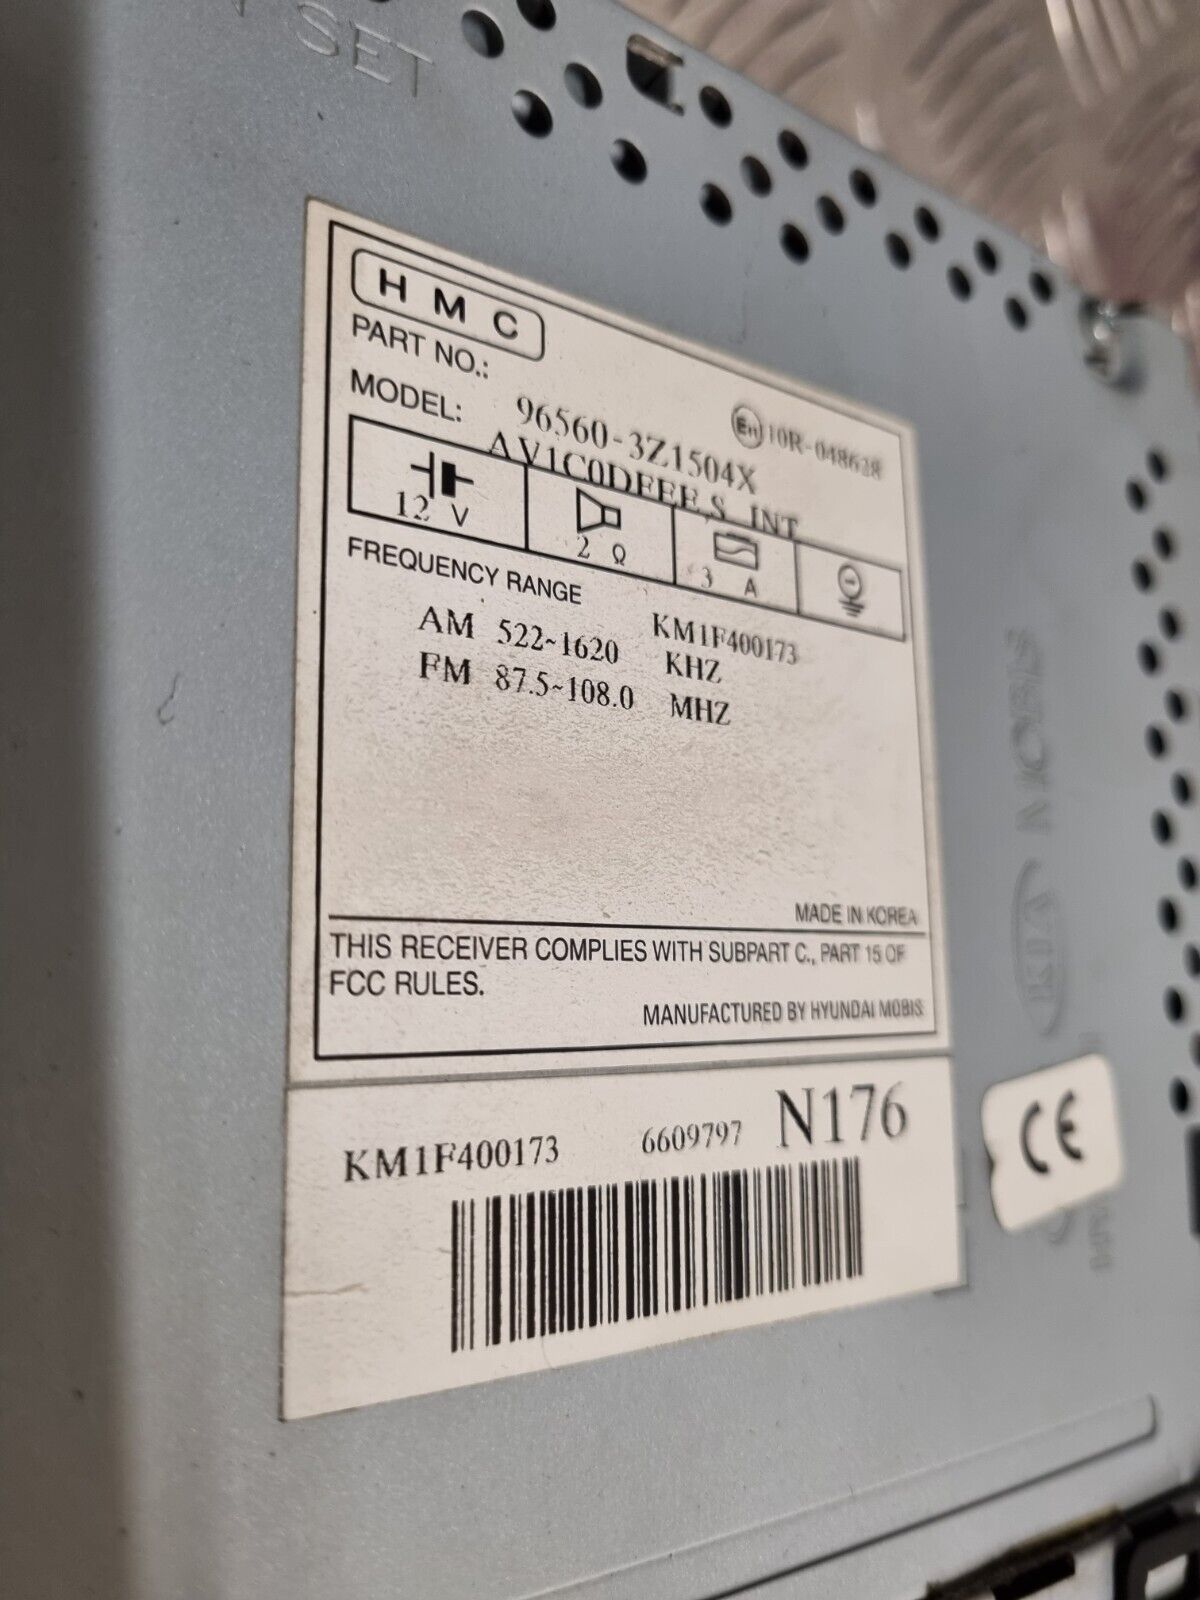 SET
HMC
PART NO.:
96560-3Z1504X
10R-048628
MODEL: AV1C0DEEE.S INT
12 V
2 Ω
3 A
FREQUENCY RANGE
KM1F400173
AM 522~1620 KHZ
FM 87.5~108.0 MHZ
MADE IN KOREA
THIS RECEIVER COMPLIES WITH SUBPART C., PART 15 OF
FCC RULES.
MANUFACTURED BY HYUNDAI MOBIS
KM1F400173 6609797 N176
CE
KIA MOBIS